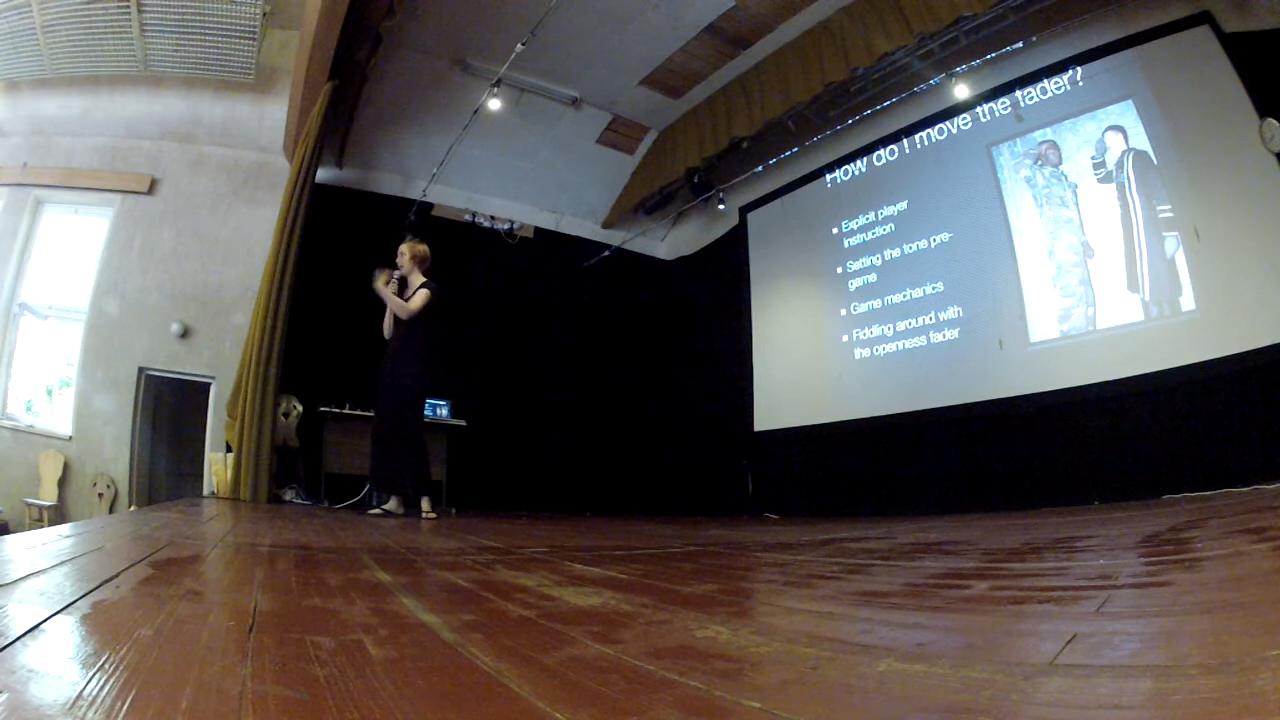 How do I move the fader?
Explicit player
instruction
Setting the tone pre-
game
Game mechanics
Fiddling around with
the openness fader